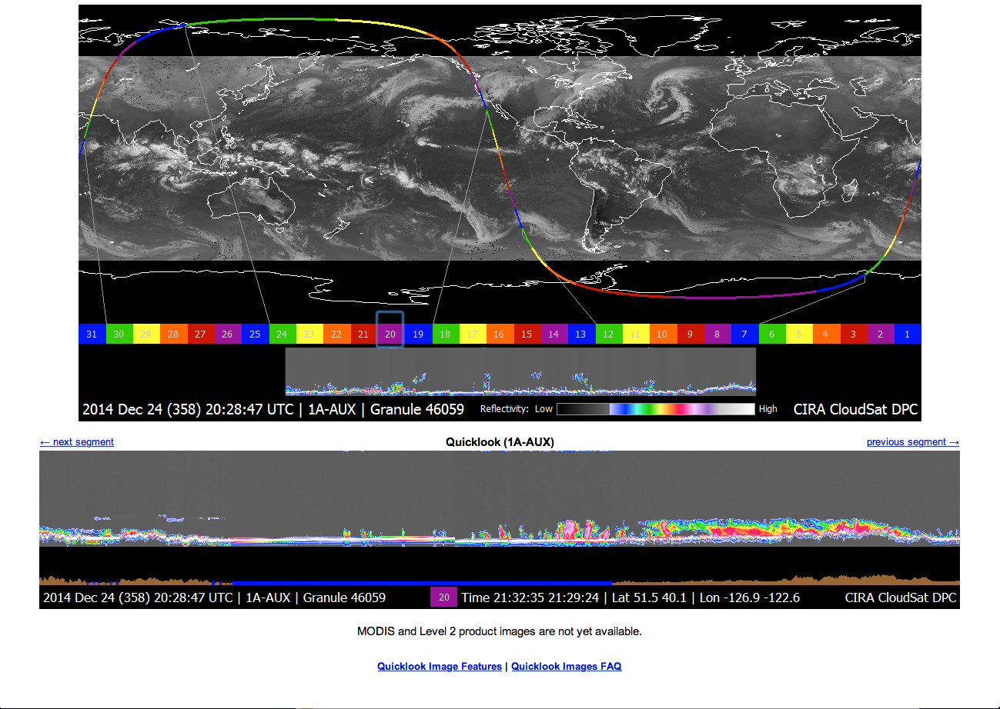 31 30 29 28 27 26 25 24 23 22 21 20 19 18 17 16 15 14 13 12 11 10 9 8 7 6 5 4 3 2 1
2014 Dec 24 (358) 20:28:47 UTC | 1A-AUX | Granule 46059 Reflectivity: Low High CIRA CloudSat DPC
← next segment Quicklook (1A-AUX) previous segment →
2014 Dec 24 (358) 20:28:47 UTC | 1A-AUX | Granule 46059 20 Time 21:32:35 21:29:24 | Lat 51.5 40.1 | Lon -126.9 -122.6 CIRA CloudSat DPC
MODIS and Level 2 product images are not yet available.
Quicklook Image Features | Quicklook Images FAQ